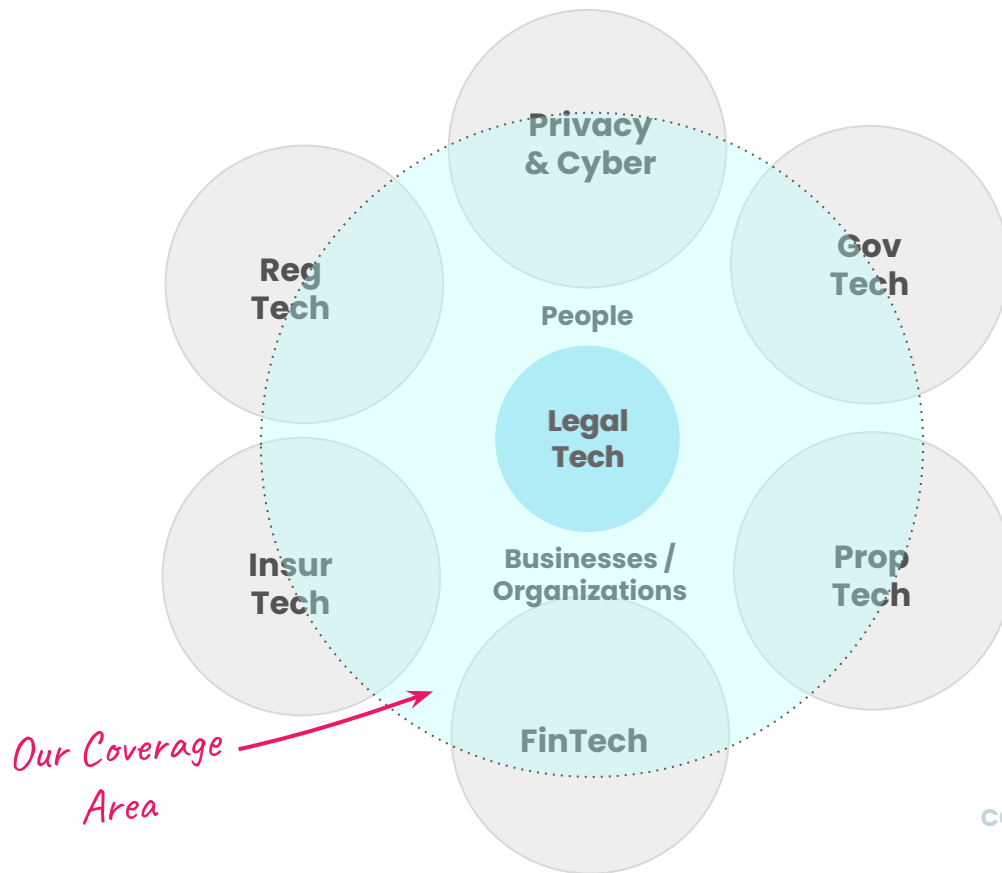 Privacy
& Cyber
Gov
Tech
Reg
Tech
People
Legal
Tech
Businesses /
Organizations
Insur
Tech
Prop
Tech
FinTech
Our Coverage
Area